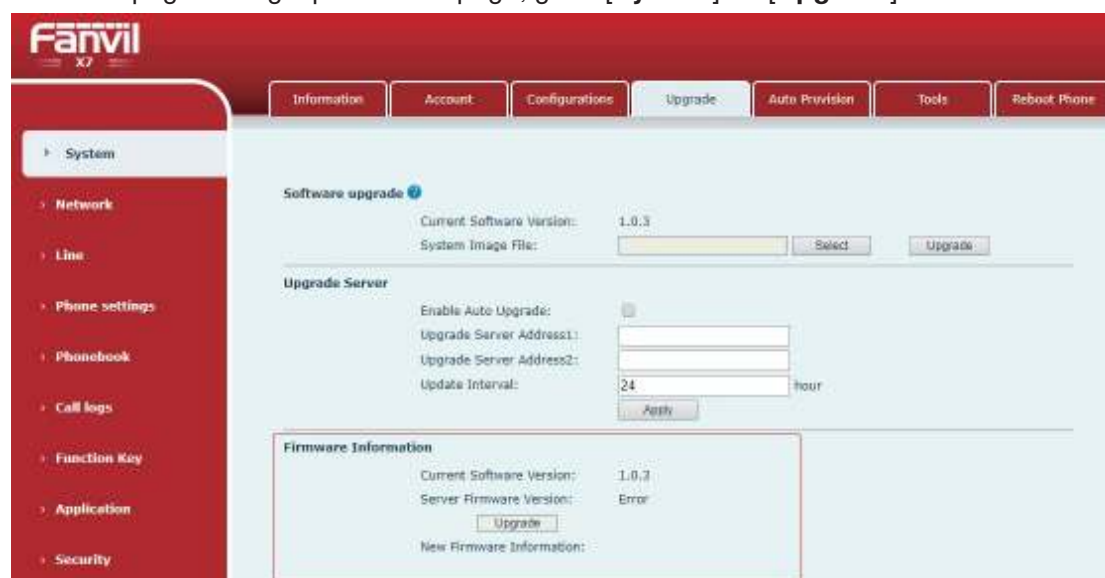 Fanvil
X7
Information Account Configurations Upgrade Auto Provision Tools Reboot Phone
System
Network
Line
Phone settings
Phonebook
Call logs
Function Key
Application
Security
Software upgrade ?
Current Software Version: 1.0.3
System Image File: Select Upgrade
Upgrade Server
Enable Auto Upgrade:
Upgrade Server Address1:
Upgrade Server Address2:
Update Interval: 24 hour
Apply
Firmware Information
Current Software Version: 1.0.3
Server Firmware Version: Error
Upgrade
New Firmware Information: